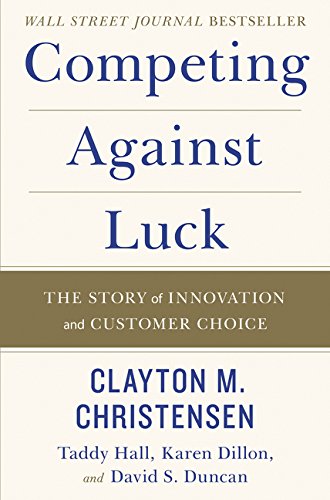 WALL STREET JOURNAL BESTSELLER
Competing
Against
Luck
THE STORY of INNOVATION
and CUSTOMER CHOICE
CLAYTON M.
CHRISTENSEN
Taddy Hall, Karen Dillon,
and David S. Duncan